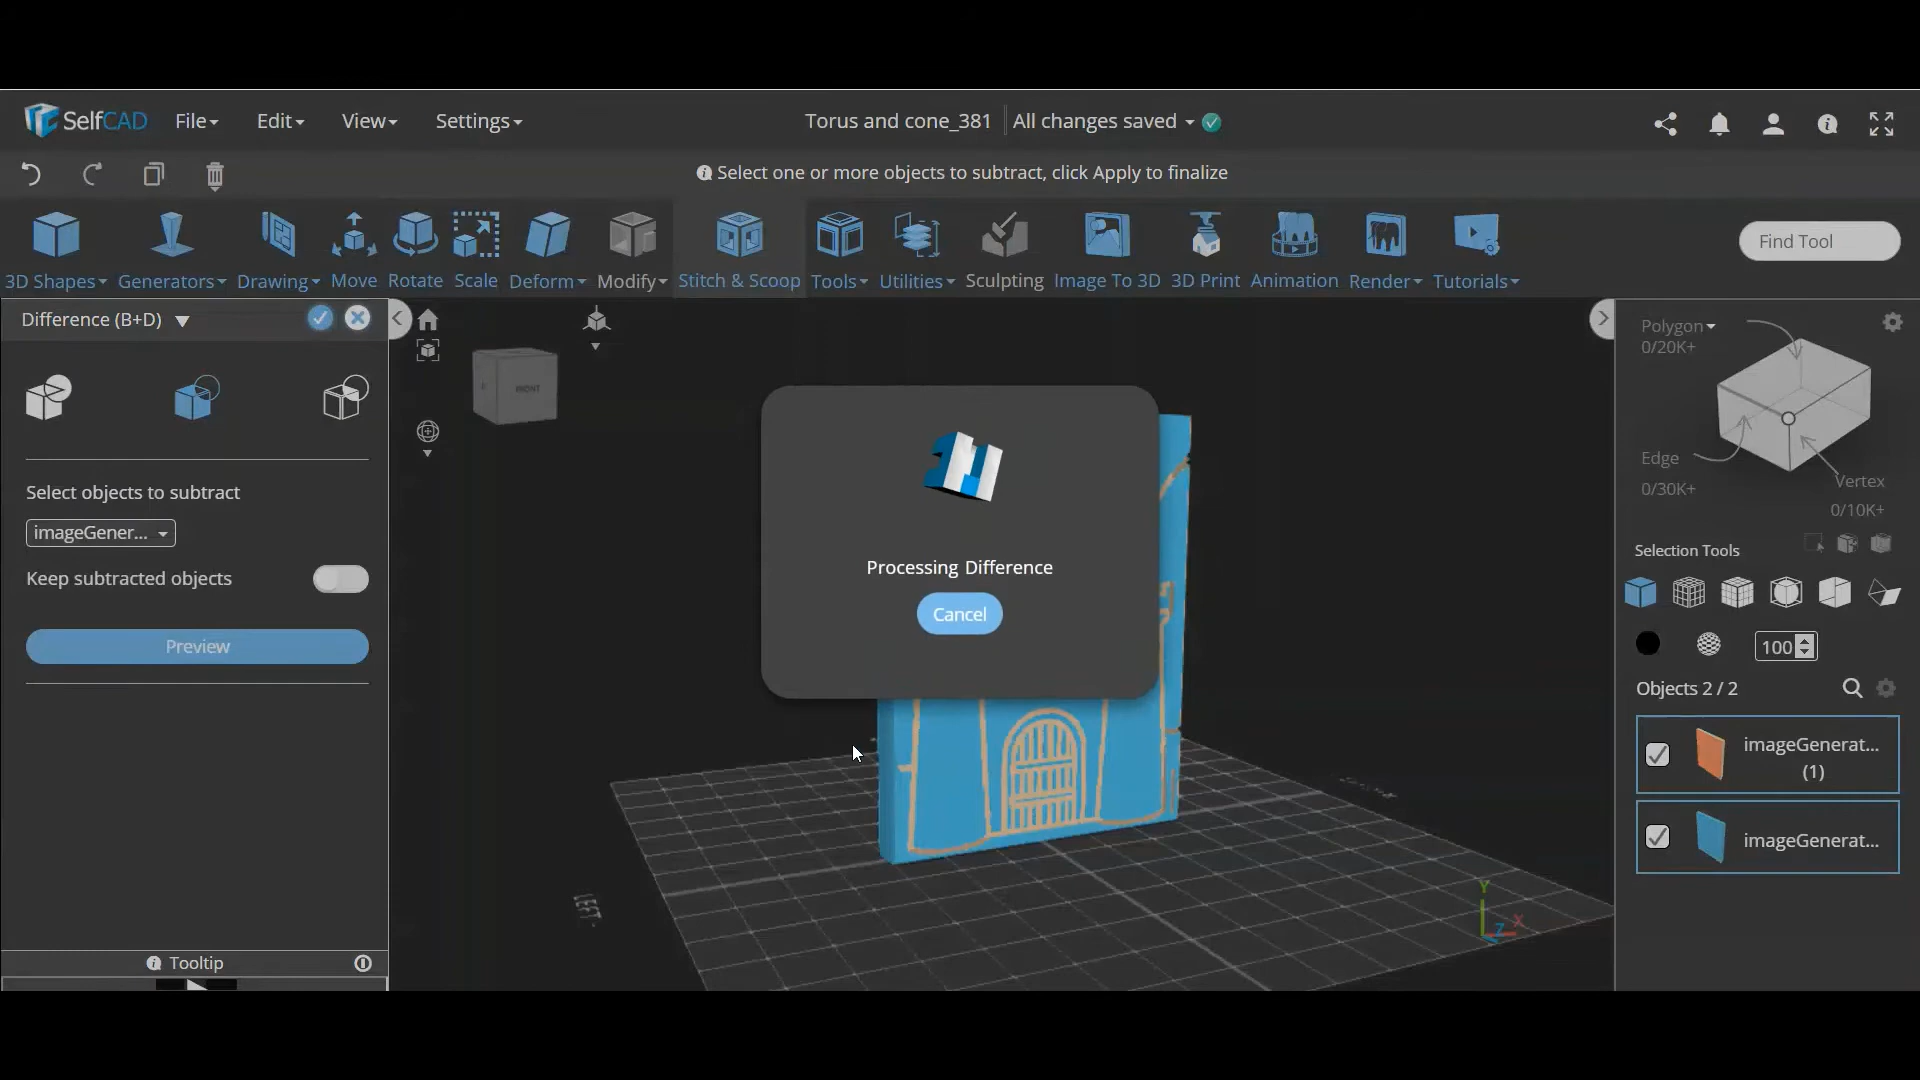 SelfCAD File Edit View Settings Torus and cone_381 All changes saved
Select one or more objects to subtract, click Apply to finalize
3D Shapes Generators Drawing Move Rotate Scale Deform Modify Stitch & Scoop Tools Utilities Sculpting Image To 3D 3D Print Animation Render Tutorials Find Tool
Difference (B+D)
Select objects to subtract
imageGener...
Keep subtracted objects
Preview
Tooltip
FRONT
Processing Difference
Cancel
LEFT
Y
X
Z
Polygon
0/20K+
Edge
0/30K+
Vertex
0/10K+
Selection Tools
100
Objects 2 / 2
imageGenerat...
(1)
imageGenerat...